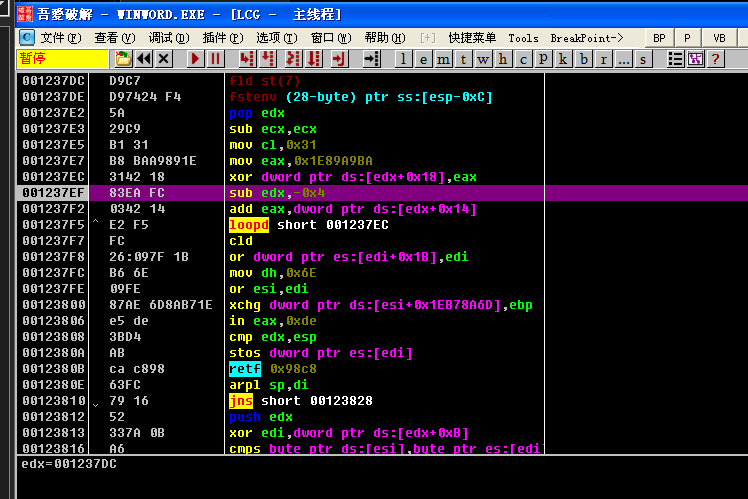 吾爱破解 - WINWORD.EXE - [LCG - 主线程]
C 文件(F) 查看(V) 调试(D) 插件(P) 选项(T) 窗口(W) 帮助(H) [+] 快捷菜单 Tools BreakPoint-> BP P VB
暂停 l e m t w h c p k b r ... s ?
001237DC D9C7 fld st(7)
001237DE D97424 F4 fstenv (28-byte) ptr ss:[esp-0xC]
001237E2 5A pop edx
001237E3 29C9 sub ecx,ecx
001237E5 B1 31 mov cl,0x31
001237E7 B8 BAA9891E mov eax,0x1E89A9BA
001237EC 3142 18 xor dword ptr ds:[edx+0x18],eax
001237EF 83EA FC sub edx,-0x4
001237F2 0342 14 add eax,dword ptr ds:[edx+0x14]
001237F5 ^ E2 F5 loopd short 001237EC
001237F7 FC cld
001237F8 26:097F 1B or dword ptr es:[edi+0x1B],edi
001237FC B6 6E mov dh,0x6E
001237FE 09FE or esi,edi
00123800 87AE 6D8AB71E xchg dword ptr ds:[esi+0x1EB78A6D],ebp
00123806 e5 de in eax,0xde
00123808 3BD4 cmp edx,esp
0012380A AB stos dword ptr es:[edi]
0012380B ca c898 retf 0x98c8
0012380E 63FC arpl sp,di
00123810 79 16 jns short 00123828
00123812 52 push edx
00123813 337A 0B xor edi,dword ptr ds:[edx+0xB]
00123816 A6 cmps byte ptr ds:[esi],byte ptr es:[edi
edx=001237DC